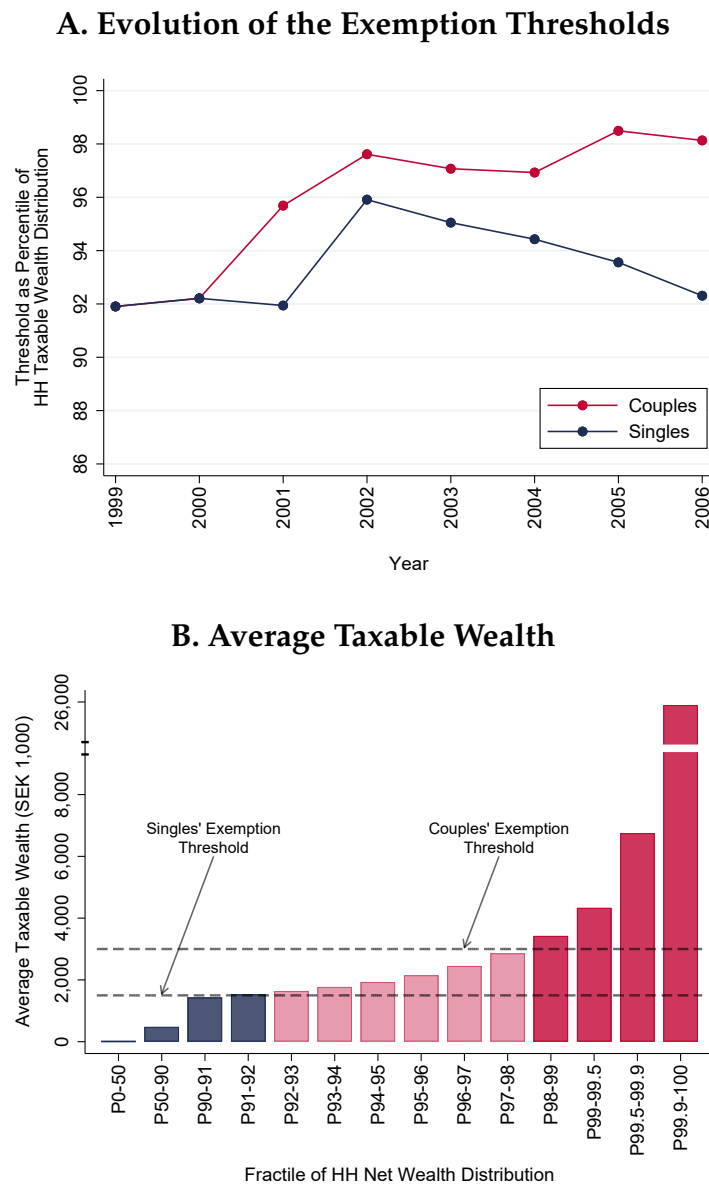 A. Evolution of the Exemption Thresholds
Threshold as Percentile of
HH Taxable Wealth Distribution
100
98
96
94
92
90
88
86
Couples
Singles
1999
2000
2001
2002
2003
2004
2005
2006
Year
B. Average Taxable Wealth
Average Taxable Wealth (SEK 1,000)
26,000
8,000
6,000
4,000
2,000
0
Singles' Exemption
Threshold
Couples' Exemption
Threshold
P0-50
P50-90
P90-91
P91-92
P92-93
P93-94
P94-95
P95-96
P96-97
P97-98
P98-99
P99-99.5
P99.5-99.9
P99.9-100
Fractile of HH Net Wealth Distribution